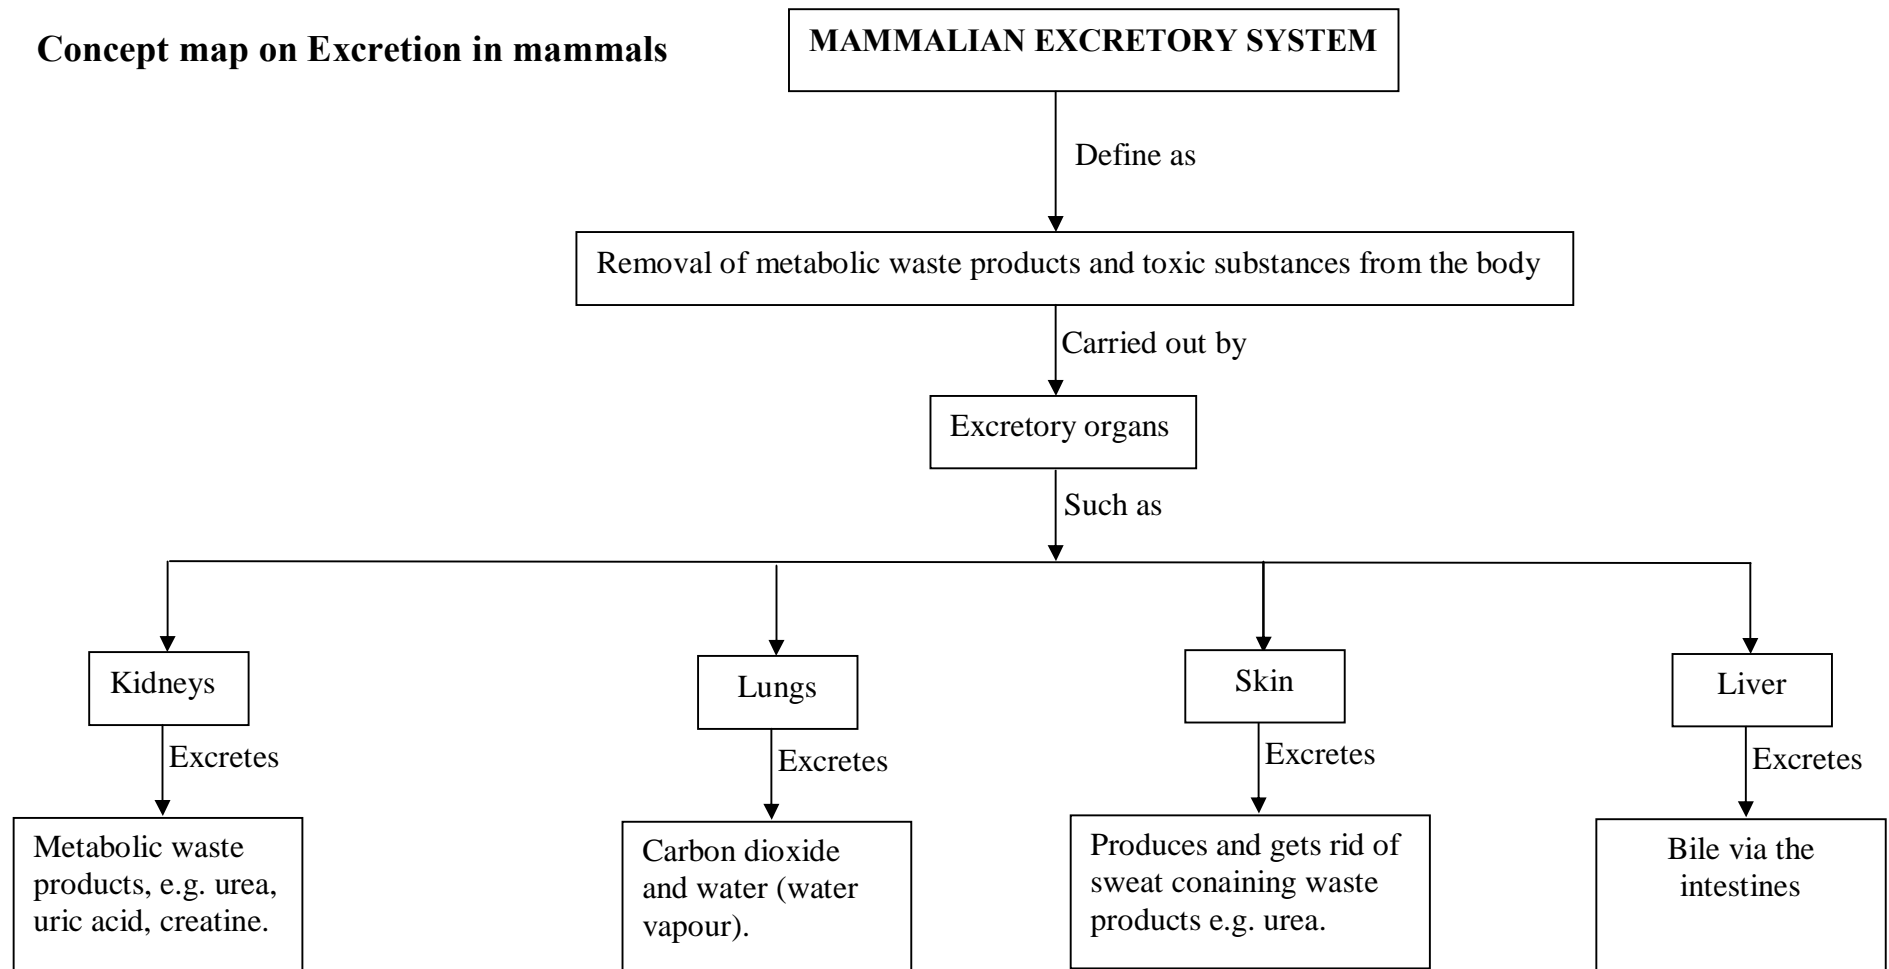 Concept map on Excretion in mammals
MAMMALIAN EXCRETORY SYSTEM
Define as
Removal of metabolic waste products and toxic substances from the body
Carried out by
Excretory organs
Such as
Kidneys
Lungs
Skin
Liver
Excretes
Excretes
Excretes
Excretes
Metabolic waste
products, e.g. urea,
uric acid, creatine.
Carbon dioxide
and water (water
vapour).
Produces and gets rid of
sweat conaining waste
products e.g. urea.
Bile via the
intestines